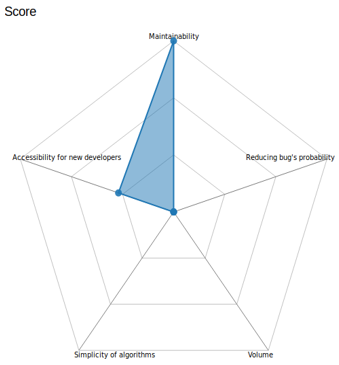 Score
Maintainability
Accessibility for new developers
Reducing bug's probability
Simplicity of algorithms
Volume